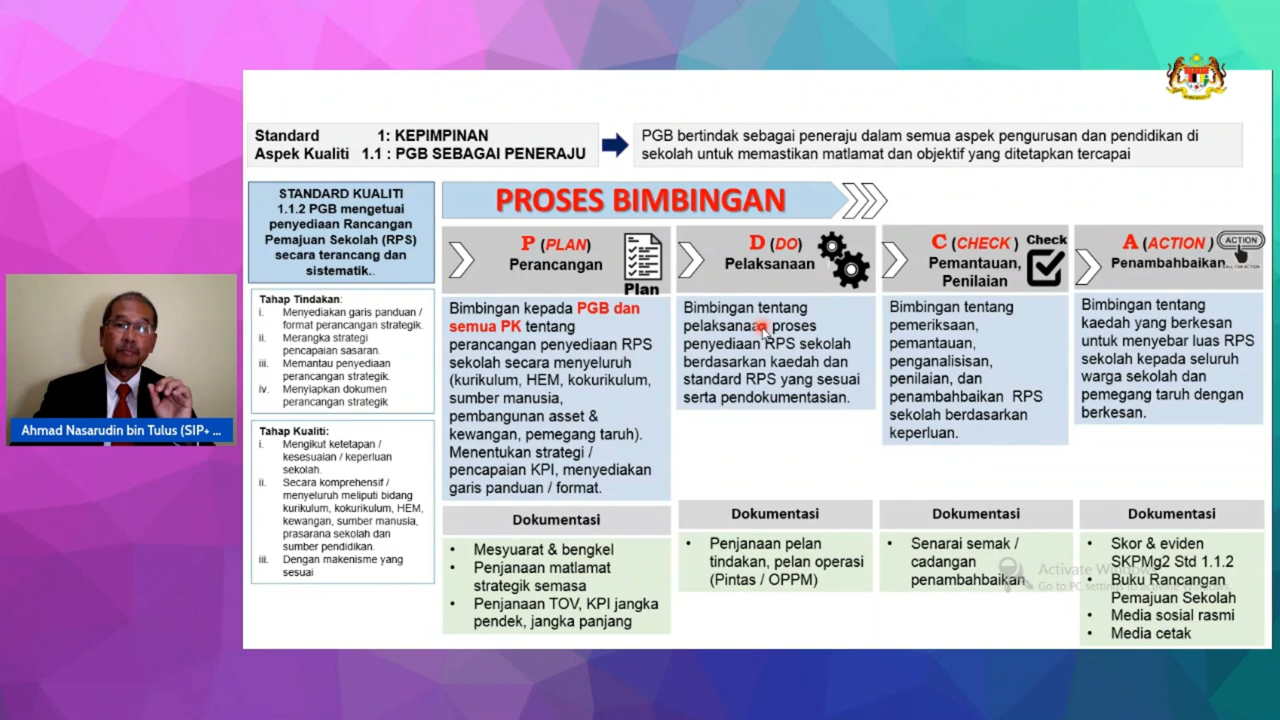 Standard 1: KEPIMPINAN
Aspek Kualiti 1.1 : PGB SEBAGAI PENERAJU
PGB bertindak sebagai peneraju dalam semua aspek pengurusan dan pendidikan di
sekolah untuk memastikan matlamat dan objektif yang ditetapkan tercapai
STANDARD KUALITI
1.1.2 PGB mengetuai
penyediaan Rancangan
Pemajuan Sekolah (RPS)
secara terancang dan
sistematik..
Tahap Tindakan:
i. Menyediakan garis panduan /
format perancangan strategik.
ii. Merangka strategi
pencapaian sasaran.
iii. Memantau penyediaan
perancangan strategik.
iv. Menyiapkan dokumen
perancangan strategik
Tahap Kualiti:
i. Mengikut ketetapan /
kesesuaian / keperluan
sekolah.
ii. Secara komprehensif /
menyeluruh meliputi bidang
kurikulum, kokurikulum, HEM,
kewangan, sumber manusia,
prasarana sekolah dan
sumber pendidikan.
iii. Dengan makenisme yang
sesuai
PROSES BIMBINGAN
P (PLAN)
Perancangan
Plan
Bimbingan kepada PGB dan
semua PK tentang
perancangan penyediaan RPS
sekolah secara menyeluruh
(kurikulum, HEM, kokurikulum,
sumber manusia,
pembangunan asset &
kewangan, pemegang taruh).
Menentukan strategi /
pencapaian KPI, menyediakan
garis panduan / format.
Dokumentasi
• Mesyuarat & bengkel
• Penjanaan matlamat
strategik semasa
• Penjanaan TOV, KPI jangka
pendek, jangka panjang
D (DO)
Pelaksanaan
Bimbingan tentang
pelaksanaan proses
penyediaan RPS sekolah
berdasarkan kaedah dan
standard RPS yang sesuai
serta pendokumentasian.
Dokumentasi
• Penjanaan pelan
tindakan, pelan operasi
(Pintas / OPPM)
C (CHECK )
Check
Pemantauan,
Penilaian
Bimbingan tentang
pemeriksaan,
pemantauan,
penganalisisan,
penilaian, dan
penambahbaikan RPS
sekolah berdasarkan
keperluan.
Dokumentasi
• Senarai semak /
cadangan
penambahbaikan
A (ACTION )
ACTION
Penambahbaikan
Bimbingan tentang
kaedah yang berkesan
untuk menyebar luas RPS
sekolah kepada seluruh
warga sekolah dan
pemegang taruh dengan
berkesan.
Dokumentasi
• Skor & eviden
SKPMg2 Std 1.1.2
• Buku Rancangan
Pemajuan Sekolah
• Media sosial rasmi
• Media cetak
Activate Windows
Go to PC settings to activate Windows.
Ahmad Nasarudin bin Tulus (SIP+ ...